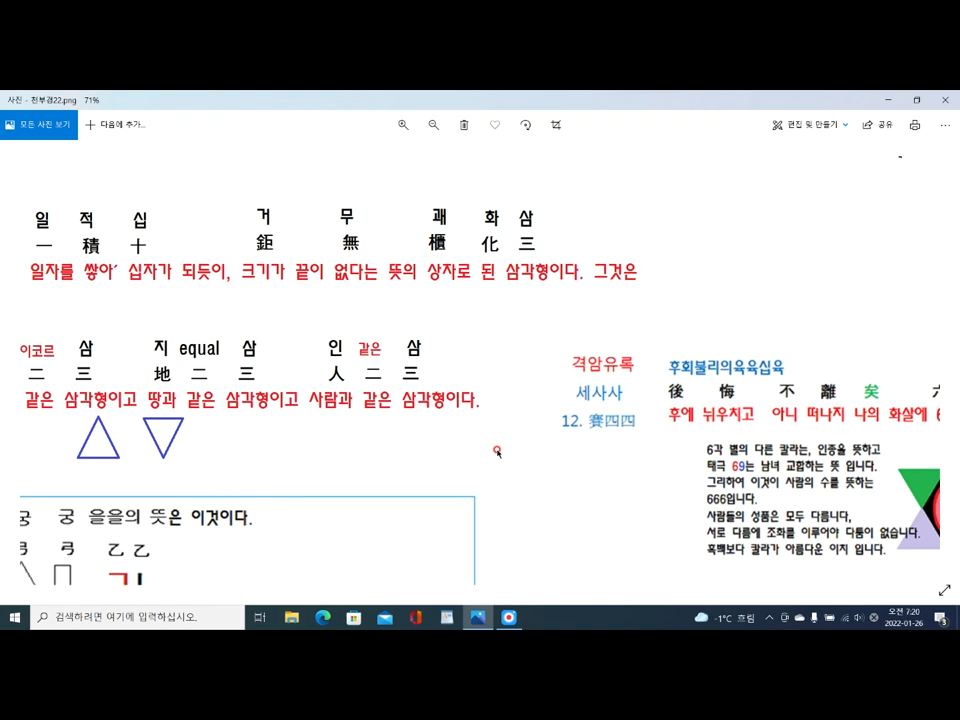 사진 - 천부경22.png 71%
모든 사진 보기 다음에 추가... 편집 및 만들기 공유
일 적 십 거 무 괘 화 삼
一 積 十 鉅 無 櫃 化 三
일자를 쌓아 십자가 되듯이, 크기가 끝이 없다는 뜻의 상자로 된 삼각형이다. 그것은
이코르 삼 지 equal 삼 인 같은 삼
二 三 地 二 三 人 二 三
같은 삼각형이고 땅과 같은 삼각형이고 사람과 같은 삼각형이다.
격암유록
세사사
12. 賽四四
후회불리의육육십육
後 悔 不 離 矣
후에 뉘우치고 아니 떠나지 나의 화살에 6
6각 별의 다른 칼라는, 인종을 뜻하고
태극 69는 남녀 교합하는 뜻 입니다.
그리하여 이것이 사람의 수를 뜻하는
666입니다.
사람들의 성품은 모두 다릅니다,
서로 다름에 조화를 이루어야 다툼이 없습니다.
흑백보다 칼라가 아름다운 이치 입니다.
궁 궁 을을의 뜻은 이것이다.
弓 弓 乙 乙
검색하려면 여기에 입력하십시오.
-1°C 흐림
오전 7:20
2022-01-26
3